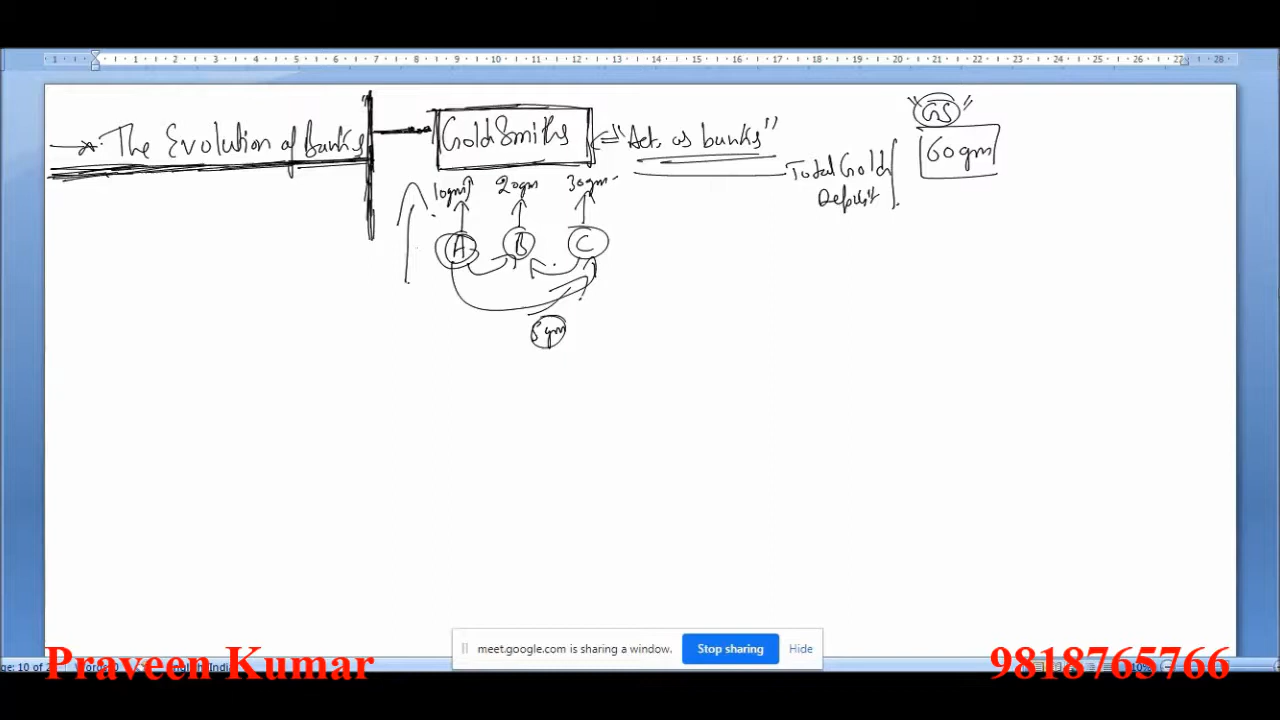 The Evolution of banks
GoldSmiths
"Act as banks"
Total Gold
Deposit
"GS"
60gm
10gm
20gm
30gm
A
B
C
5gm
meet.google.com is sharing a window.
Stop sharing
Hide
Praveen Kumar
9818765766